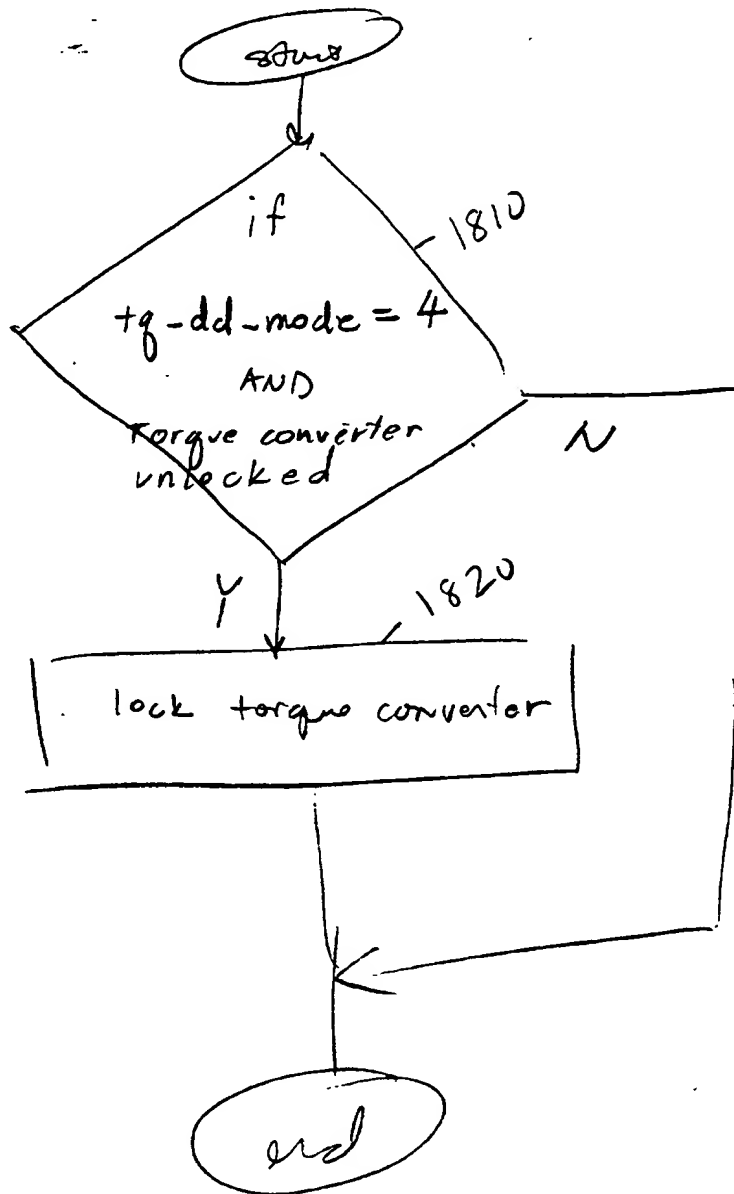 start
if
1810
tq-dd-mode = 4
AND
Torque converter
unlocked
N
Y
1820
lock torque converter
end